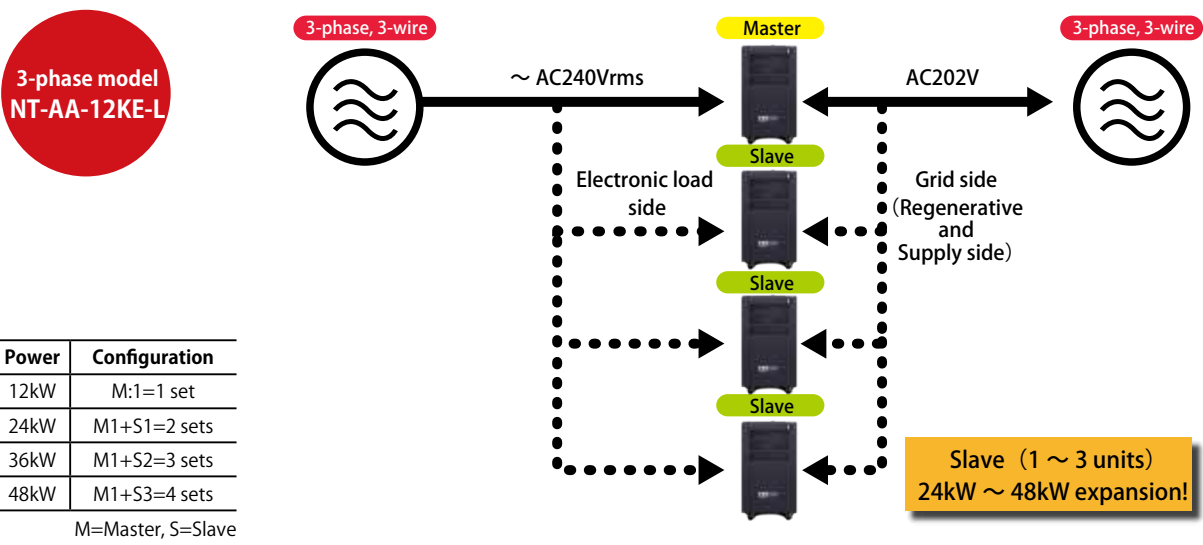 3-phase model
NT-AA-12KE-L
3-phase, 3-wire
～ AC240Vrms
Master
AC202V
3-phase, 3-wire
Slave
Electronic load
side
Grid side
（Regenerative
and
Supply side）
Slave
Slave
Power Configuration
12kW M:1=1 set
24kW M1+S1=2 sets
36kW M1+S2=3 sets
48kW M1+S3=4 sets
M=Master, S=Slave
Slave（1 ～ 3 units）
24kW ～ 48kW expansion!